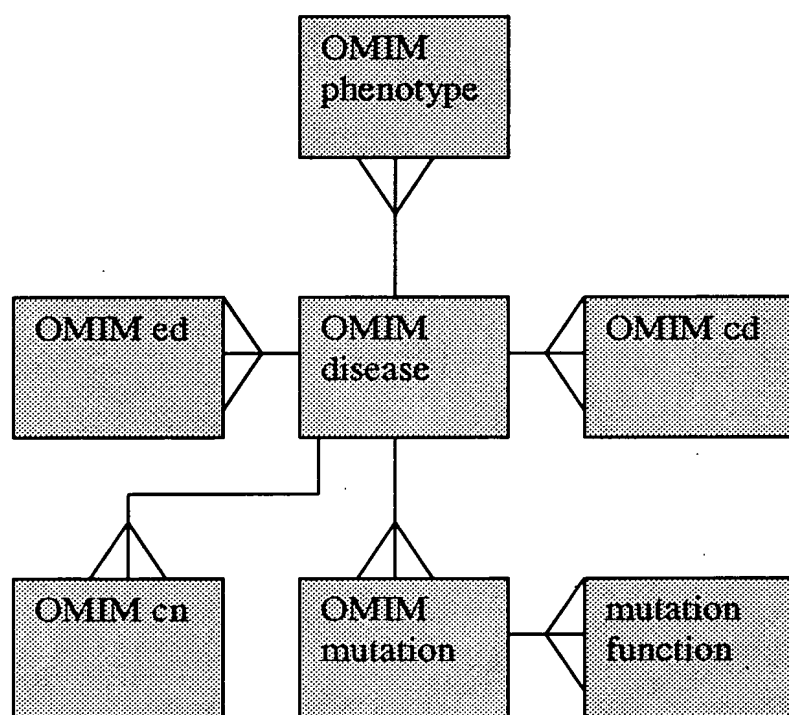 OMIM
phenotype
OMIM ed
OMIM
disease
OMIM cd
OMIM cn
OMIM
mutation
mutation
function